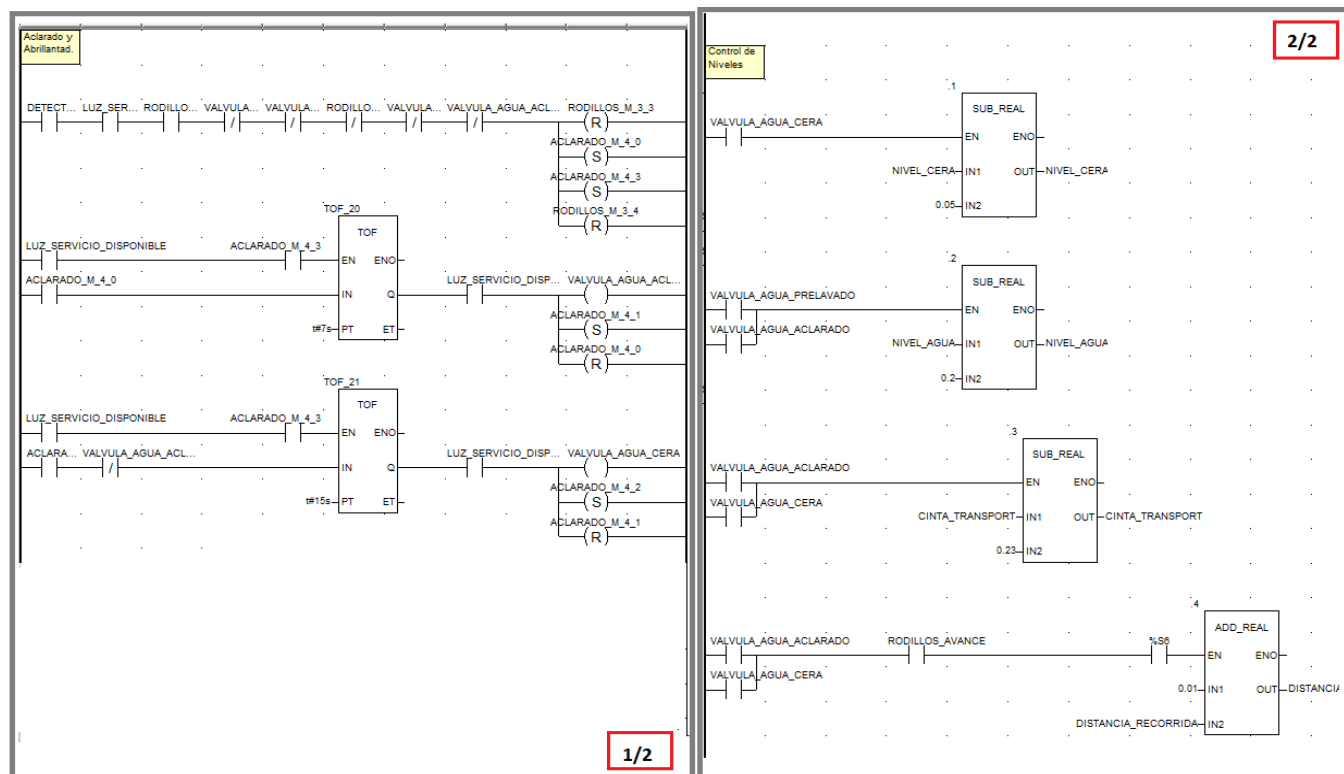 Aclarado y
Abrillantad.
DETECT... LUZ_SER... RODILLO... VALVULA... VALVULA... RODILLO... VALVULA... VALVULA_AGUA_ACL... RODILLOS_M_3_3
R
ACLARADO_M_4_0
S
ACLARADO_M_4_3
S
RODILLOS_M_3_4
R
TOF_20
TOF
LUZ_SERVICIO_DISPONIBLE ACLARADO_M_4_3
EN ENO
ACLARADO_M_4_0 LUZ_SERVICIO_DISP... VALVULA_AGUA_ACL...
IN Q
ACLARADO_M_4_1
t#7s PT ET S
ACLARADO_M_4_0
R
TOF_21
TOF
LUZ_SERVICIO_DISPONIBLE ACLARADO_M_4_3
EN ENO
ACLARA... VALVULA_AGUA_ACL... LUZ_SERVICIO_DISP... VALVULA_AGUA_CERA
IN Q
ACLARADO_M_4_2
t#15s PT ET S
ACLARADO_M_4_1
R
1/2
2/2
Control de
Niveles
.1
SUB_REAL
VALVULA_AGUA_CERA
EN ENO
NIVEL_CERA IN1 OUT NIVEL_CERA
0.05 IN2
.2
SUB_REAL
VALVULA_AGUA_PRELAVADO
EN ENO
VALVULA_AGUA_ACLARADO
NIVEL_AGUA IN1 OUT NIVEL_AGUA
0.2 IN2
.3
SUB_REAL
VALVULA_AGUA_ACLARADO
EN ENO
VALVULA_AGUA_CERA
CINTA_TRANSPORT IN1 OUT CINTA_TRANSPORT
0.23 IN2
.4
ADD_REAL
VALVULA_AGUA_ACLARADO RODILLOS_AVANCE %S6
EN ENO
VALVULA_AGUA_CERA
0.01 IN1 OUT DISTANCIA
DISTANCIA_RECORRIDA IN2